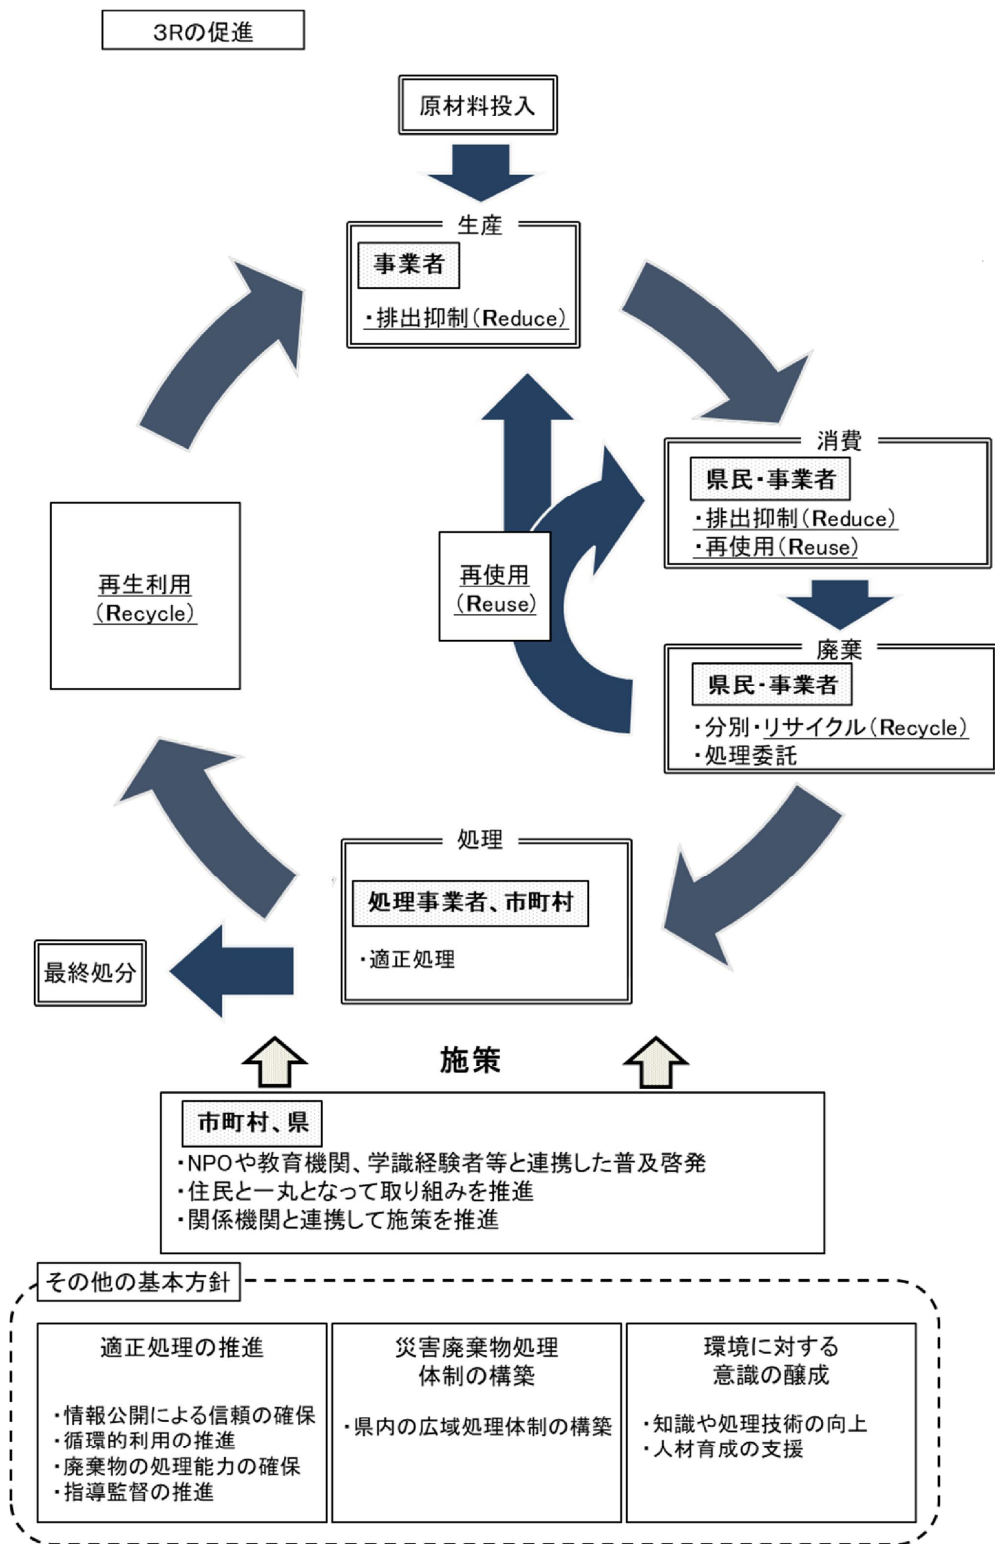 3Rの促進
原材料投入
生産
事業者
・排出抑制(Reduce)
消費
県民・事業者
・排出抑制(Reduce)
・再使用(Reuse)
再生利用
(Recycle)
再使用
(Reuse)
廃棄
県民・事業者
・分別・リサイクル(Recycle)
・処理委託
処理
処理事業者、市町村
・適正処理
最終処分
施策
市町村、県
・NPOや教育機関、学識経験者等と連携した普及啓発
・住民と一丸となって取り組みを推進
・関係機関と連携して施策を推進
その他の基本方針
適正処理の推進
・情報公開による信頼の確保
・循環的利用の推進
・廃棄物の処理能力の確保
・指導監督の推進
災害廃棄物処理
体制の構築
・県内の広域処理体制の構築
環境に対する
意識の醸成
・知識や処理技術の向上
・人材育成の支援